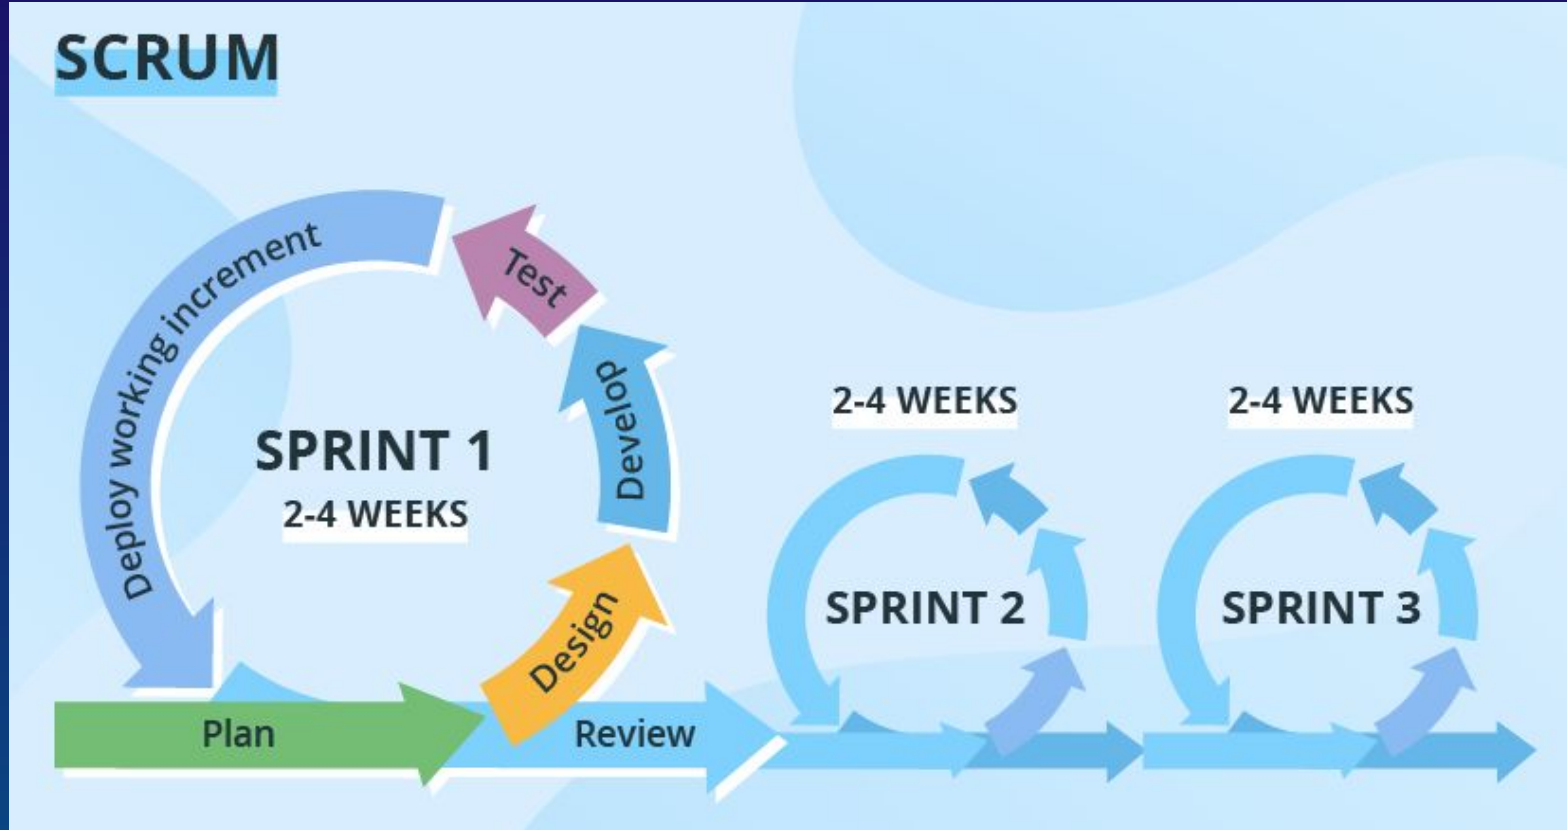 SCRUM
Deploy working increment
Test
Develop
Design
SPRINT 1
2-4 WEEKS
Plan
Review
2-4 WEEKS
SPRINT 2
2-4 WEEKS
SPRINT 3